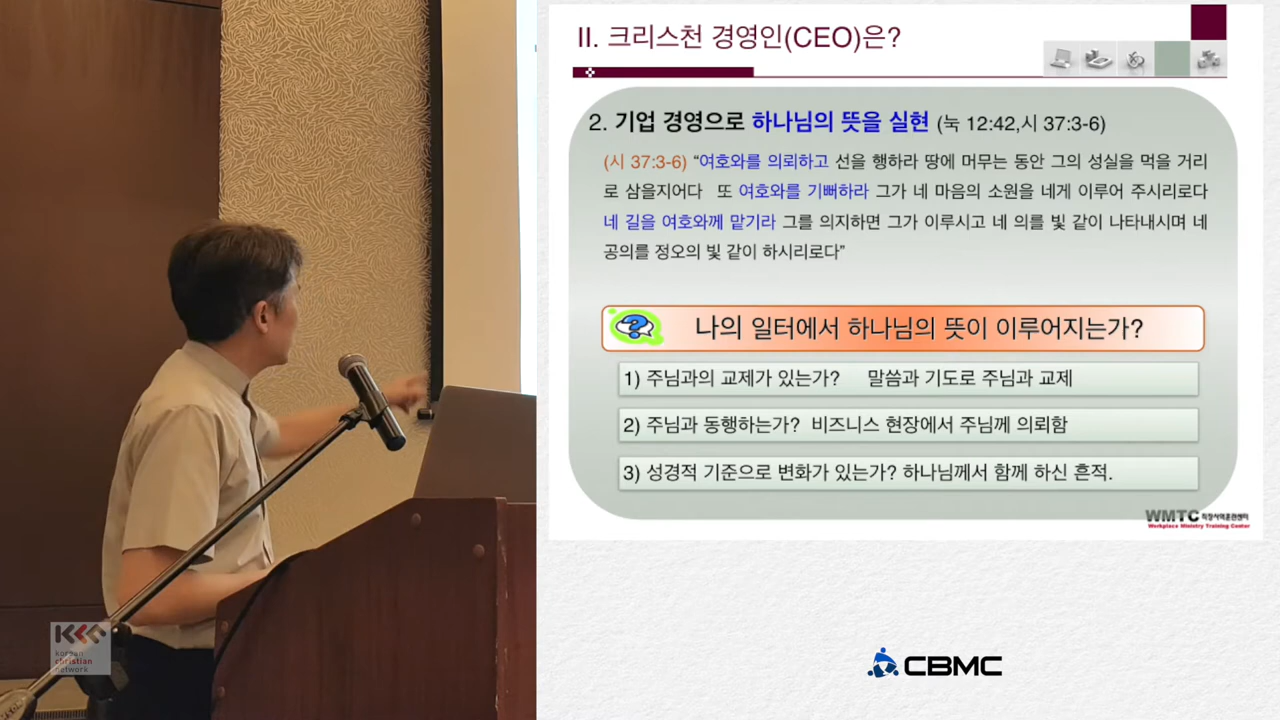 II. 크리스천 경영인(CEO)은?
2. 기업 경영으로 하나님의 뜻을 실현 (눅 12:42,시 37:3-6)
(시 37:3-6) “여호와를 의뢰하고 선을 행하라 땅에 머무는 동안 그의 성실을 먹을 거리
로 삼을지어다 또 여호와를 기뻐하라 그가 네 마음의 소원을 네게 이루어 주시리로다
네 길을 여호와께 맡기라 그를 의지하면 그가 이루시고 네 의를 빛 같이 나타내시며 네
공의를 정오의 빛 같이 하시리로다”
나의 일터에서 하나님의 뜻이 이루어지는가?
1) 주님과의 교제가 있는가? 말씀과 기도로 주님과 교제
2) 주님과 동행하는가? 비즈니스 현장에서 주님께 의뢰함
3) 성경적 기준으로 변화가 있는가? 하나님께서 함께 하신 흔적.
WMTC
Workplace Ministry Training Center
KCN
korean
christian
network
CBMC